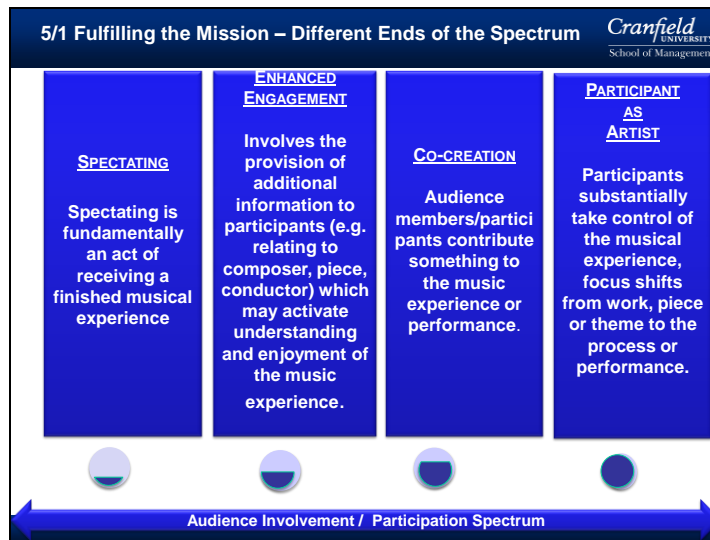 5/1 Fulfilling the Mission – Different Ends of the Spectrum
Cranfield
UNIVERSITY
School of Management
SPECTATING
Spectating is
fundamentally
an act of
receiving a
finished musical
experience
ENHANCED
ENGAGEMENT
Involves the
provision of
additional
information to
participants (e.g.
relating to
composer, piece,
conductor) which
may activate
understanding
and enjoyment of
the music
experience.
CO-CREATION
Audience
members/partici
pants contribute
something to
the music
experience or
performance.
PARTICIPANT
AS
ARTIST
Participants
substantially
take control of
the musical
experience,
focus shifts
from work, piece
or theme to the
process or
performance.
Audience Involvement / Participation Spectrum